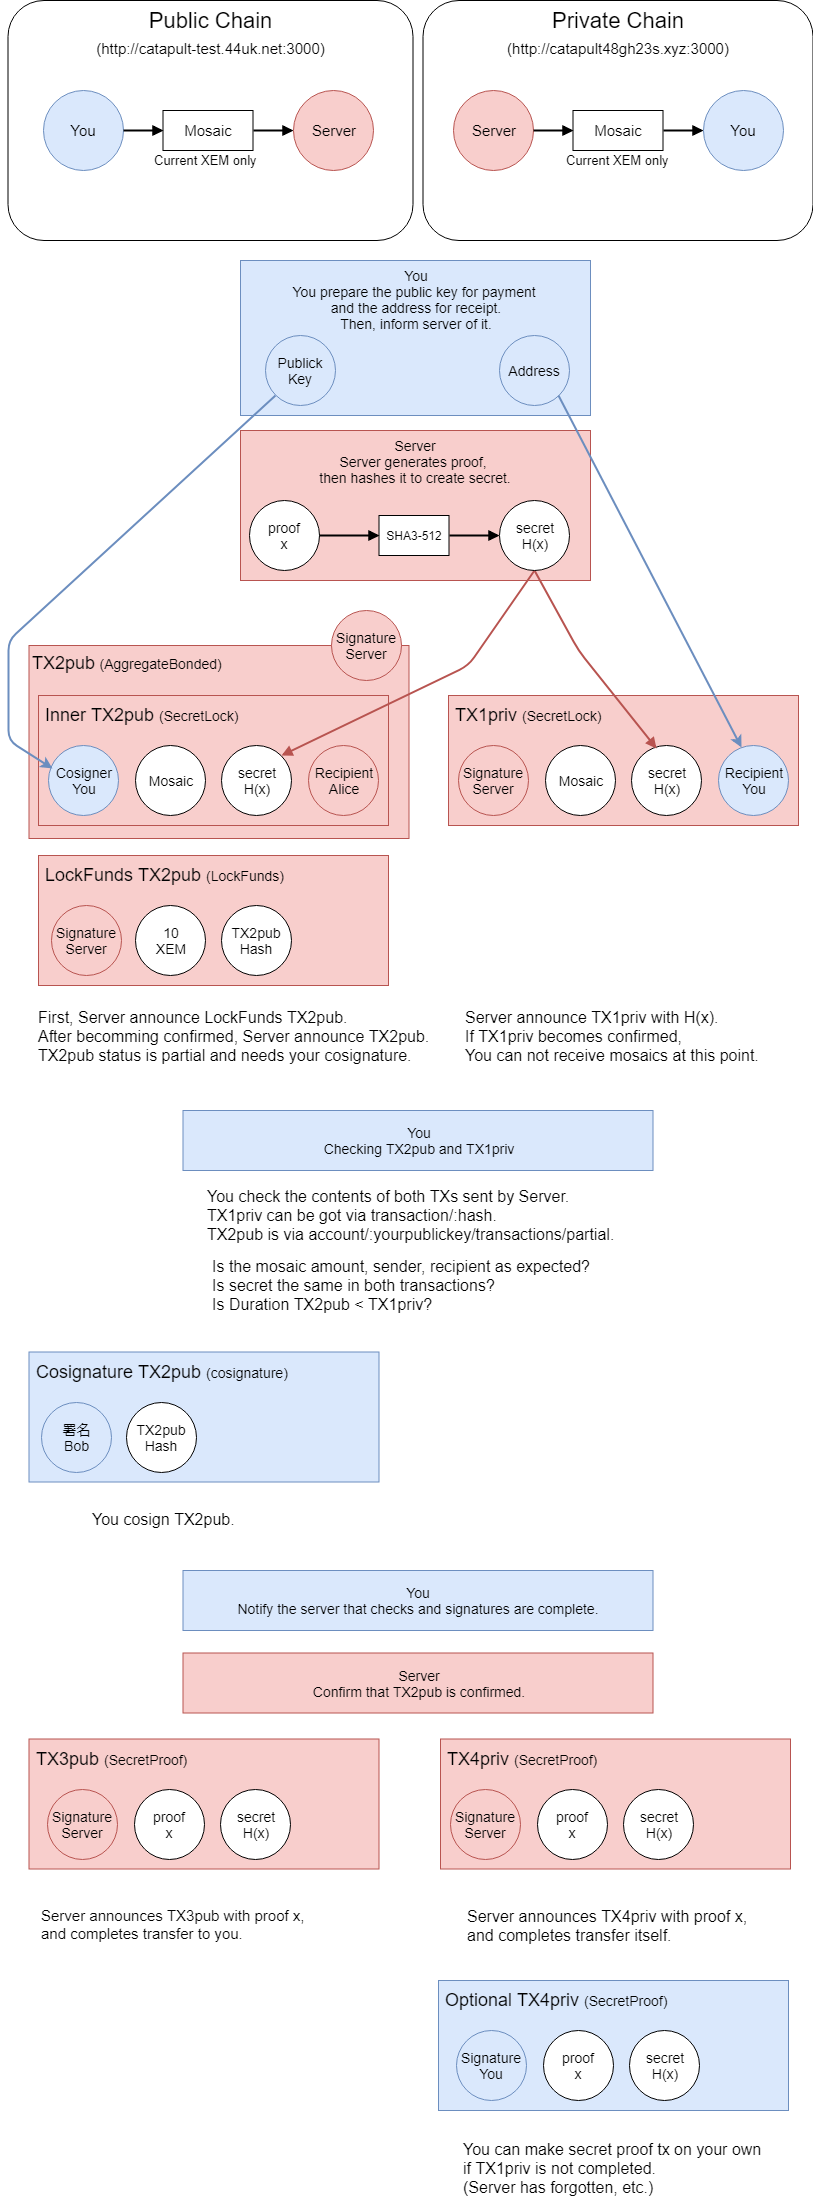 Public Chain
(http://catapult-test.44uk.net:3000)
You
Mosaic
Server
Current XEM only
Private Chain
(http://catapult48gh23s.xyz:3000)
Server
Mosaic
You
Current XEM only
You
You prepare the public key for payment
and the address for receipt.
Then, inform server of it.
Publick
Key
Address
Server
Server generates proof,
then hashes it to create secret.
proof
x
SHA3-512
secret
H(x)
Signature
Server
TX2pub (AggregateBonded)
Inner TX2pub (SecretLock)
Cosigner
You
Mosaic
secret
H(x)
Recipient
Alice
TX1priv (SecretLock)
Signature
Server
Mosaic
secret
H(x)
Recipient
You
LockFunds TX2pub (LockFunds)
Signature
Server
10
XEM
TX2pub
Hash
First, Server announce LockFunds TX2pub.
After becomming confirmed, Server announce TX2pub.
TX2pub status is partial and needs your cosignature.
Server announce TX1priv with H(x).
If TX1priv becomes confirmed,
You can not receive mosaics at this point.
You
Checking TX2pub and TX1priv
You check the contents of both TXs sent by Server.
TX1priv can be got via transaction/:hash.
TX2pub is via account/:yourpublickey/transactions/partial.
Is the mosaic amount, sender, recipient as expected?
Is secret the same in both transactions?
Is Duration TX2pub < TX1priv?
Cosignature TX2pub (cosignature)
署名
Bob
TX2pub
Hash
You cosign TX2pub.
You
Notify the server that checks and signatures are complete.
Server
Confirm that TX2pub is confirmed.
TX3pub (SecretProof)
Signature
Server
proof
x
secret
H(x)
TX4priv (SecretProof)
Signature
Server
proof
x
secret
H(x)
Server announces TX3pub with proof x,
and completes transfer to you.
Server announces TX4priv with proof x,
and completes transfer itself.
Optional TX4priv (SecretProof)
Signature
You
proof
x
secret
H(x)
You can make secret proof tx on your own
if TX1priv is not completed.
(Server has forgotten, etc.)